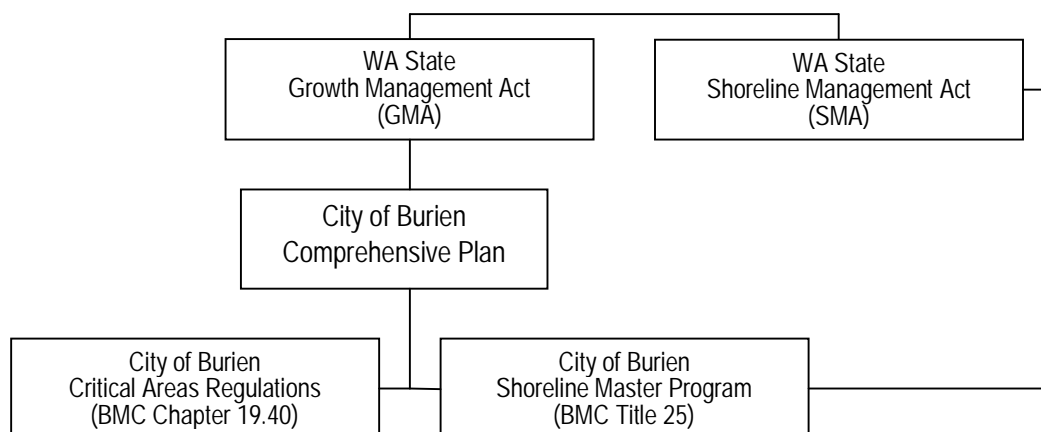 WA State
Growth Management Act
(GMA)
WA State
Shoreline Management Act
(SMA)
City of Burien
Comprehensive Plan
City of Burien
Critical Areas Regulations
(BMC Chapter 19.40)
City of Burien
Shoreline Master Program
(BMC Title 25)